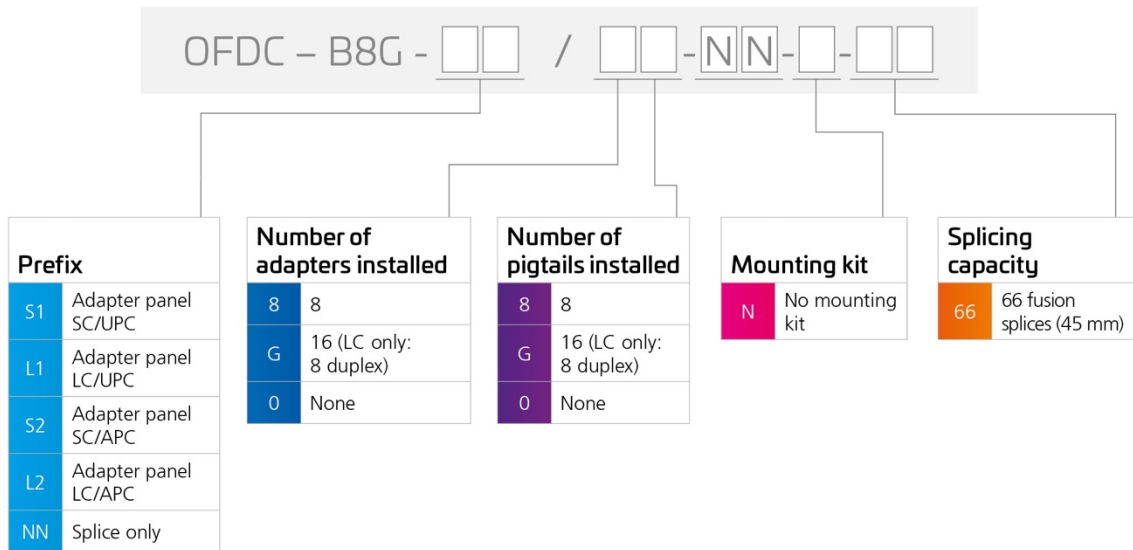 OFDC – B8G - / - NN - -
Prefix
S1 Adapter panel
SC/UPC
L1 Adapter panel
LC/UPC
S2 Adapter panel
SC/APC
L2 Adapter panel
LC/APC
NN Splice only
Number of
adapters installed
8 8
G 16 (LC only:
8 duplex)
0 None
Number of
pigtails installed
8 8
G 16 (LC only:
8 duplex)
0 None
Mounting kit
N No mounting
kit
Splicing
capacity
66 66 fusion
splices (45 mm)